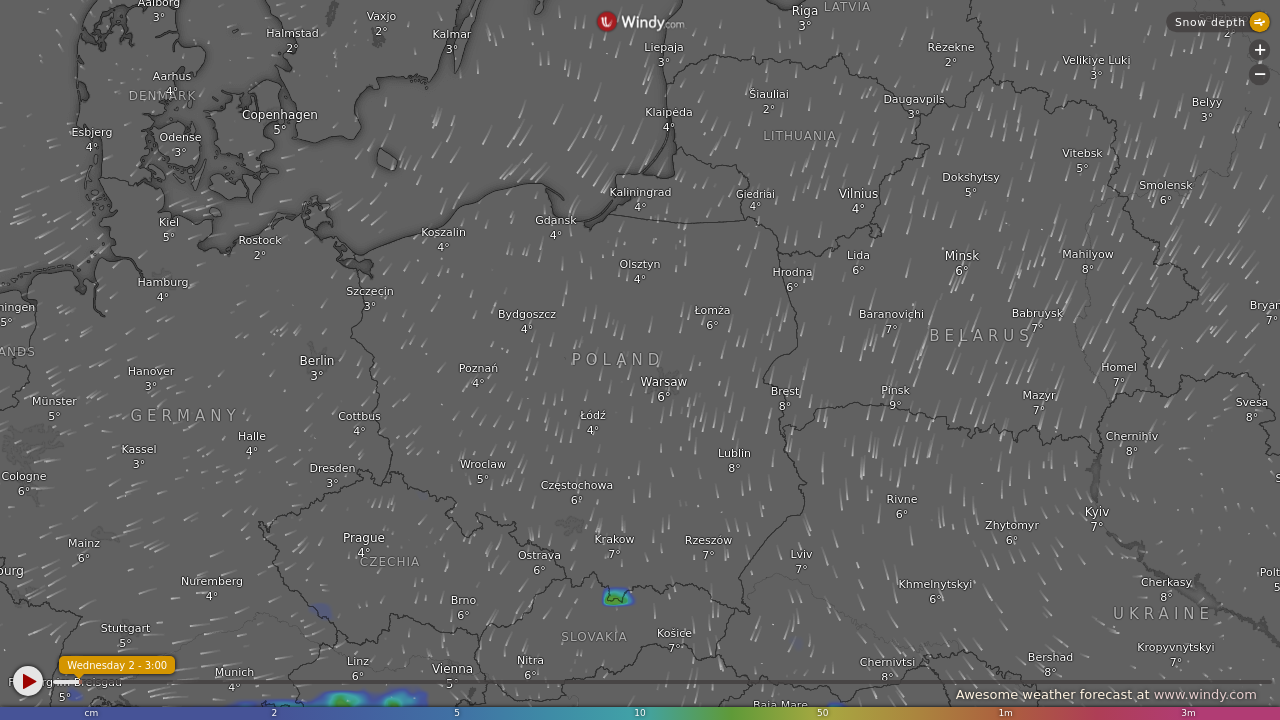 Aalborg
3°
Vaxjo
2°
Halmstad
2°
Kalmar
3°
Windy.com
Riga
3°
LATVIA
Snow depth
2°
+
−
Liepaja
3°
Rēzekne
2°
Velikiye Luki
3°
Aarhus
4°
DENMARK
Šiauliai
2°
Daugavpils
3°
Belyy
3°
Copenhagen
5°
Klaipėda
4°
Esbjerg
4°
Odense
3°
LITHUANIA
Vitebsk
5°
Dokshytsy
5°
Smolensk
6°
Kaliningrad
4°
Giedriai
4°
Vilnius
4°
Kiel
5°
Rostock
2°
Koszalin
4°
Gdansk
4°
Hamburg
4°
Szczecin
3°
Olsztyn
4°
Hrodna
6°
Lida
6°
Minsk
6°
Mahilyow
8°
ningen
5°
Bydgoszcz
4°
Łomża
6°
Baranovichi
7°
Babruysk
7°
Bryan
7°
BELARUS
ANDS
Hanover
3°
Berlin
3°
Poznań
4°
POLAND
Warsaw
6°
Brest
8°
Pinsk
9°
Homel
7°
Münster
5°
GERMANY
Cottbus
4°
Łódź
4°
Mazyr
7°
Svesa
8°
Kassel
3°
Halle
4°
Lublin
8°
Chernihiv
8°
Cologne
6°
Dresden
3°
Wroclaw
5°
Częstochowa
6°
S
Rivne
6°
Zhytomyr
6°
Kyiv
7°
Mainz
6°
Prague
4°
CZECHIA
Ostrava
6°
Krakow
7°
Rzeszów
7°
Lviv
7°
ourg
Nuremberg
4°
Khmelnytskyi
6°
Cherkasy
8°
Polt
5
Brno
6°
UKRAINE
Stuttgart
5°
SLOVAKIA
Košice
7°
Kropyvnytskyi
7°
Wednesday 2 - 3:00
Munich
4°
Linz
6°
Vienna
5°
Nitra
6°
Chernivtsi
8°
Bershad
8°
5°
Awesome weather forecast at www.windy.com
Baia Mare
cm 2 5 10 50 1m 3m